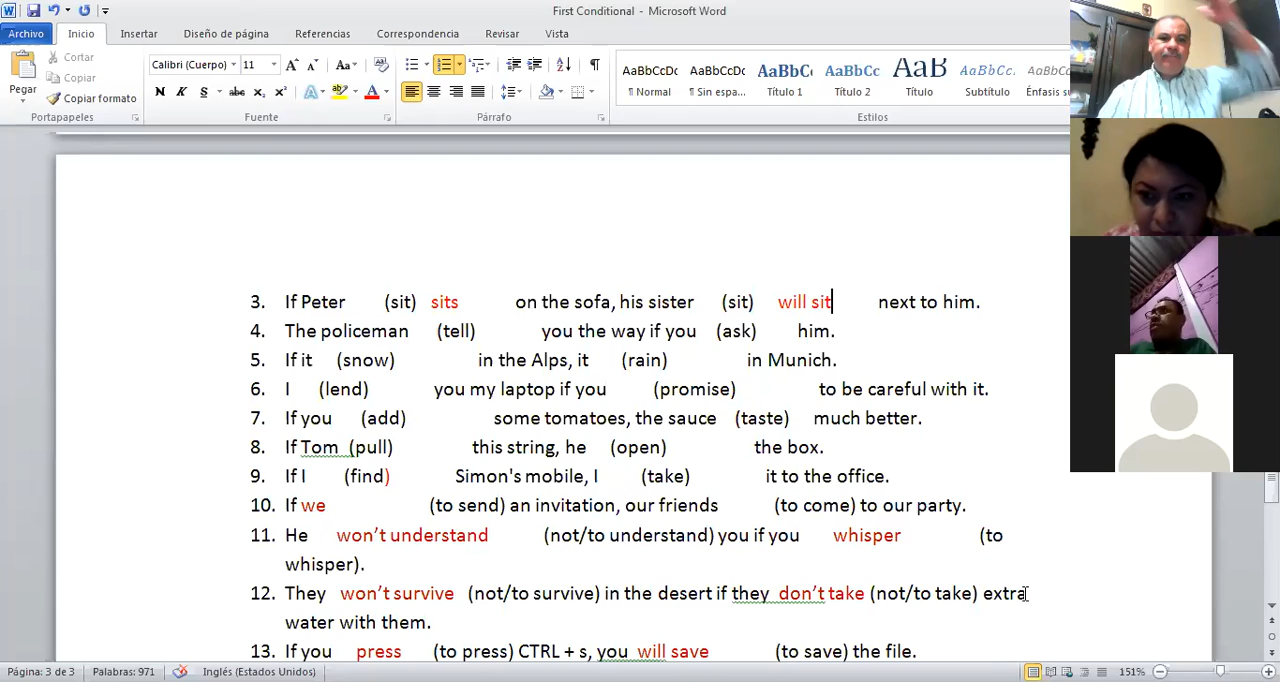 First Conditional - Microsoft Word
Archivo Inicio Insertar Diseño de página Referencias Correspondencia Revisar Vista
Pegar
Cortar
Copiar
Copiar formato
Portapapeles
Calibri (Cuerpo) 11
Fuente
Párrafo
AaBbCcDc AaBbCcDc AaBbC AaBbCc AaB AaBbCc. AaBbCcDc
¶ Normal ¶ Sin espa... Título 1 Título 2 Título Subtítulo Énfasis sutil
Estilos
3. If Peter (sit) sits on the sofa, his sister (sit) will sit next to him.
4. The policeman (tell) you the way if you (ask) him.
5. If it (snow) in the Alps, it (rain) in Munich.
6. I (lend) you my laptop if you (promise) to be careful with it.
7. If you (add) some tomatoes, the sauce (taste) much better.
8. If Tom (pull) this string, he (open) the box.
9. If I (find) Simon's mobile, I (take) it to the office.
10. If we (to send) an invitation, our friends (to come) to our party.
11. He won’t understand (not/to understand) you if you whisper (to
whisper).
12. They won’t survive (not/to survive) in the desert if they don’t take (not/to take) extra
water with them.
13. If you press (to press) CTRL + s, you will save (to save) the file.
Página: 3 de 3 Palabras: 971 Inglés (Estados Unidos) 151%